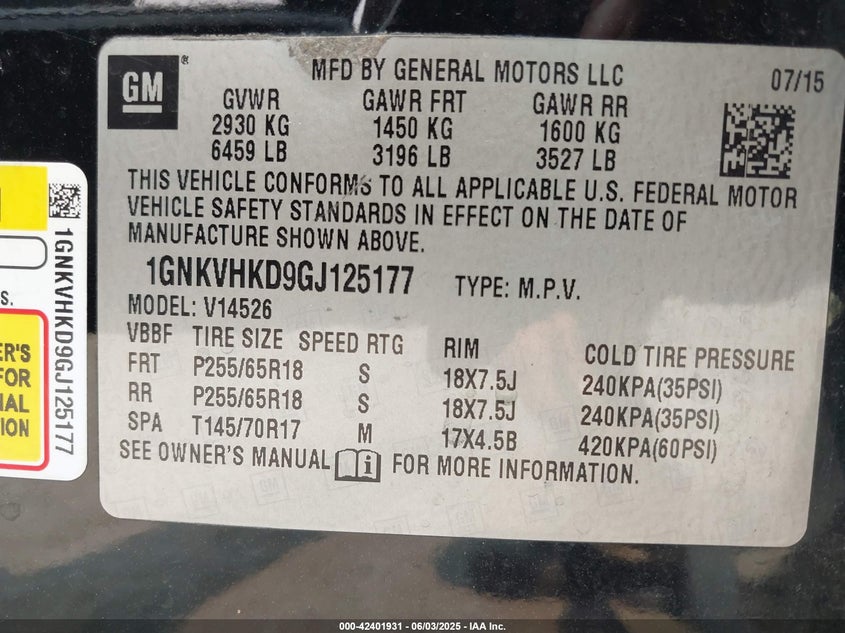 GM
®
MFD BY GENERAL MOTORS LLC
07/15
GVWR GAWR FRT GAWR RR
2930 KG 1450 KG 1600 KG
6459 LB 3196 LB 3527 LB
THIS VEHICLE CONFORMS TO ALL APPLICABLE U.S. FEDERAL MOTOR
VEHICLE SAFETY STANDARDS IN EFFECT ON THE DATE OF
MANUFACTURE SHOWN ABOVE.
1GNKVHKD9GJ125177 TYPE: M.P.V.
MODEL: V14526
VBBF TIRE SIZE SPEED RTG RIM COLD TIRE PRESSURE
FRT P255/65R18 S 18X7.5J 240KPA(35PSI)
RR P255/65R18 S 18X7.5J 240KPA(35PSI)
SPA T145/70R17 M 17X4.5B 420KPA(60PSI)
SEE OWNER'S MANUAL i FOR MORE INFORMATION.
1GNKVHKD9GJ125177
S.
ER'S
FOR
NAL
TION
000-42401931 - 06/03/2025 - IAA Inc.